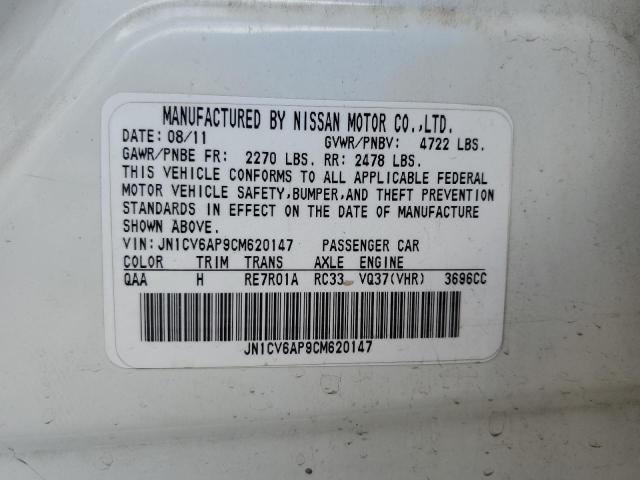 MANUFACTURED BY NISSAN MOTOR CO.,LTD.
DATE: 08/11 GVWR/PNBV: 4722 LBS.
GAWR/PNBE FR: 2270 LBS. RR: 2478 LBS.
THIS VEHICLE CONFORMS TO ALL APPLICABLE FEDERAL
MOTOR VEHICLE SAFETY,BUMPER,AND THEFT PREVENTION
STANDARDS IN EFFECT ON THE DATE OF MANUFACTURE
SHOWN ABOVE.
VIN: JN1CV6AP9CM620147 PASSENGER CAR
COLOR TRIM TRANS AXLE ENGINE
QAA H RE7R01A RC33 VQ37(VHR) 3696CC
JN1CV6AP9CM620147